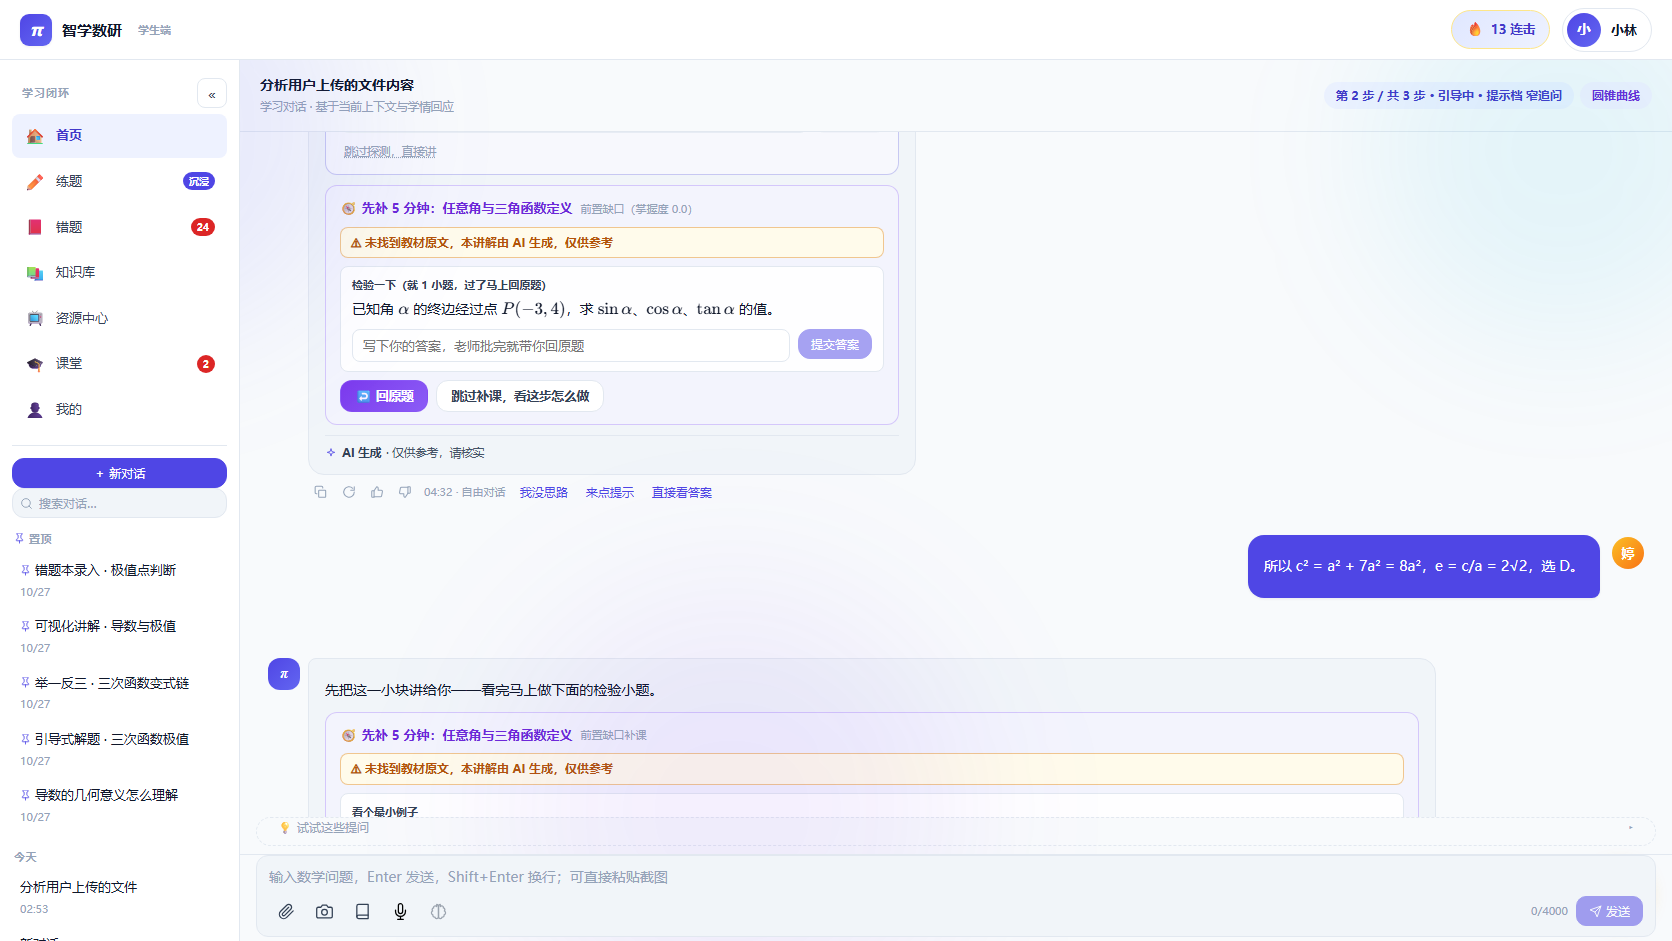 π 智学数研 学生端
13 连击
小 小林
学习闭环 «
首页
练题 沉浸
错题 24
知识库
资源中心
课堂 2
我的
+ 新对话
搜索对话...
置顶
错题本录入 · 极值点判断
10/27
可视化讲解 · 导数与极值
10/27
举一反三 · 三次函数变式链
10/27
引导式解题 · 三次函数极值
10/27
导数的几何意义怎么理解
10/27
今天
分析用户上传的文件
02:53
新对话
分析用户上传的文件内容
学习对话 · 基于当前上下文与学情回应
第 2 步 / 共 3 步 • 引导中 • 提示档 窄追问 圆锥曲线
跳过探测，直接讲
先补 5 分钟：任意角与三角函数定义 前置缺口（掌握度 0.0）
⚠ 未找到教材原文，本讲解由 AI 生成，仅供参考
检验一下（就 1 小题，过了马上回原题）
已知角 α 的终边经过点 P(−3, 4)，求 sin α、cos α、tan α 的值。
写下你的答案，老师批完就带你回原题 提交答案
回原题 跳过补课，看这步怎么做
AI 生成 · 仅供参考，请核实
04:32 · 自由对话 我没思路 来点提示 直接看答案
所以 c² = a² + 7a² = 8a²，e = c/a = 2√2，选 D。
婷
π
先把这一小块讲给你——看完马上做下面的检验小题。
先补 5 分钟：任意角与三角函数定义 前置缺口补课
⚠ 未找到教材原文，本讲解由 AI 生成，仅供参考
看个最小例子
试试这些提问
输入数学问题，Enter 发送，Shift+Enter 换行；可直接粘贴截图
0/4000 发送